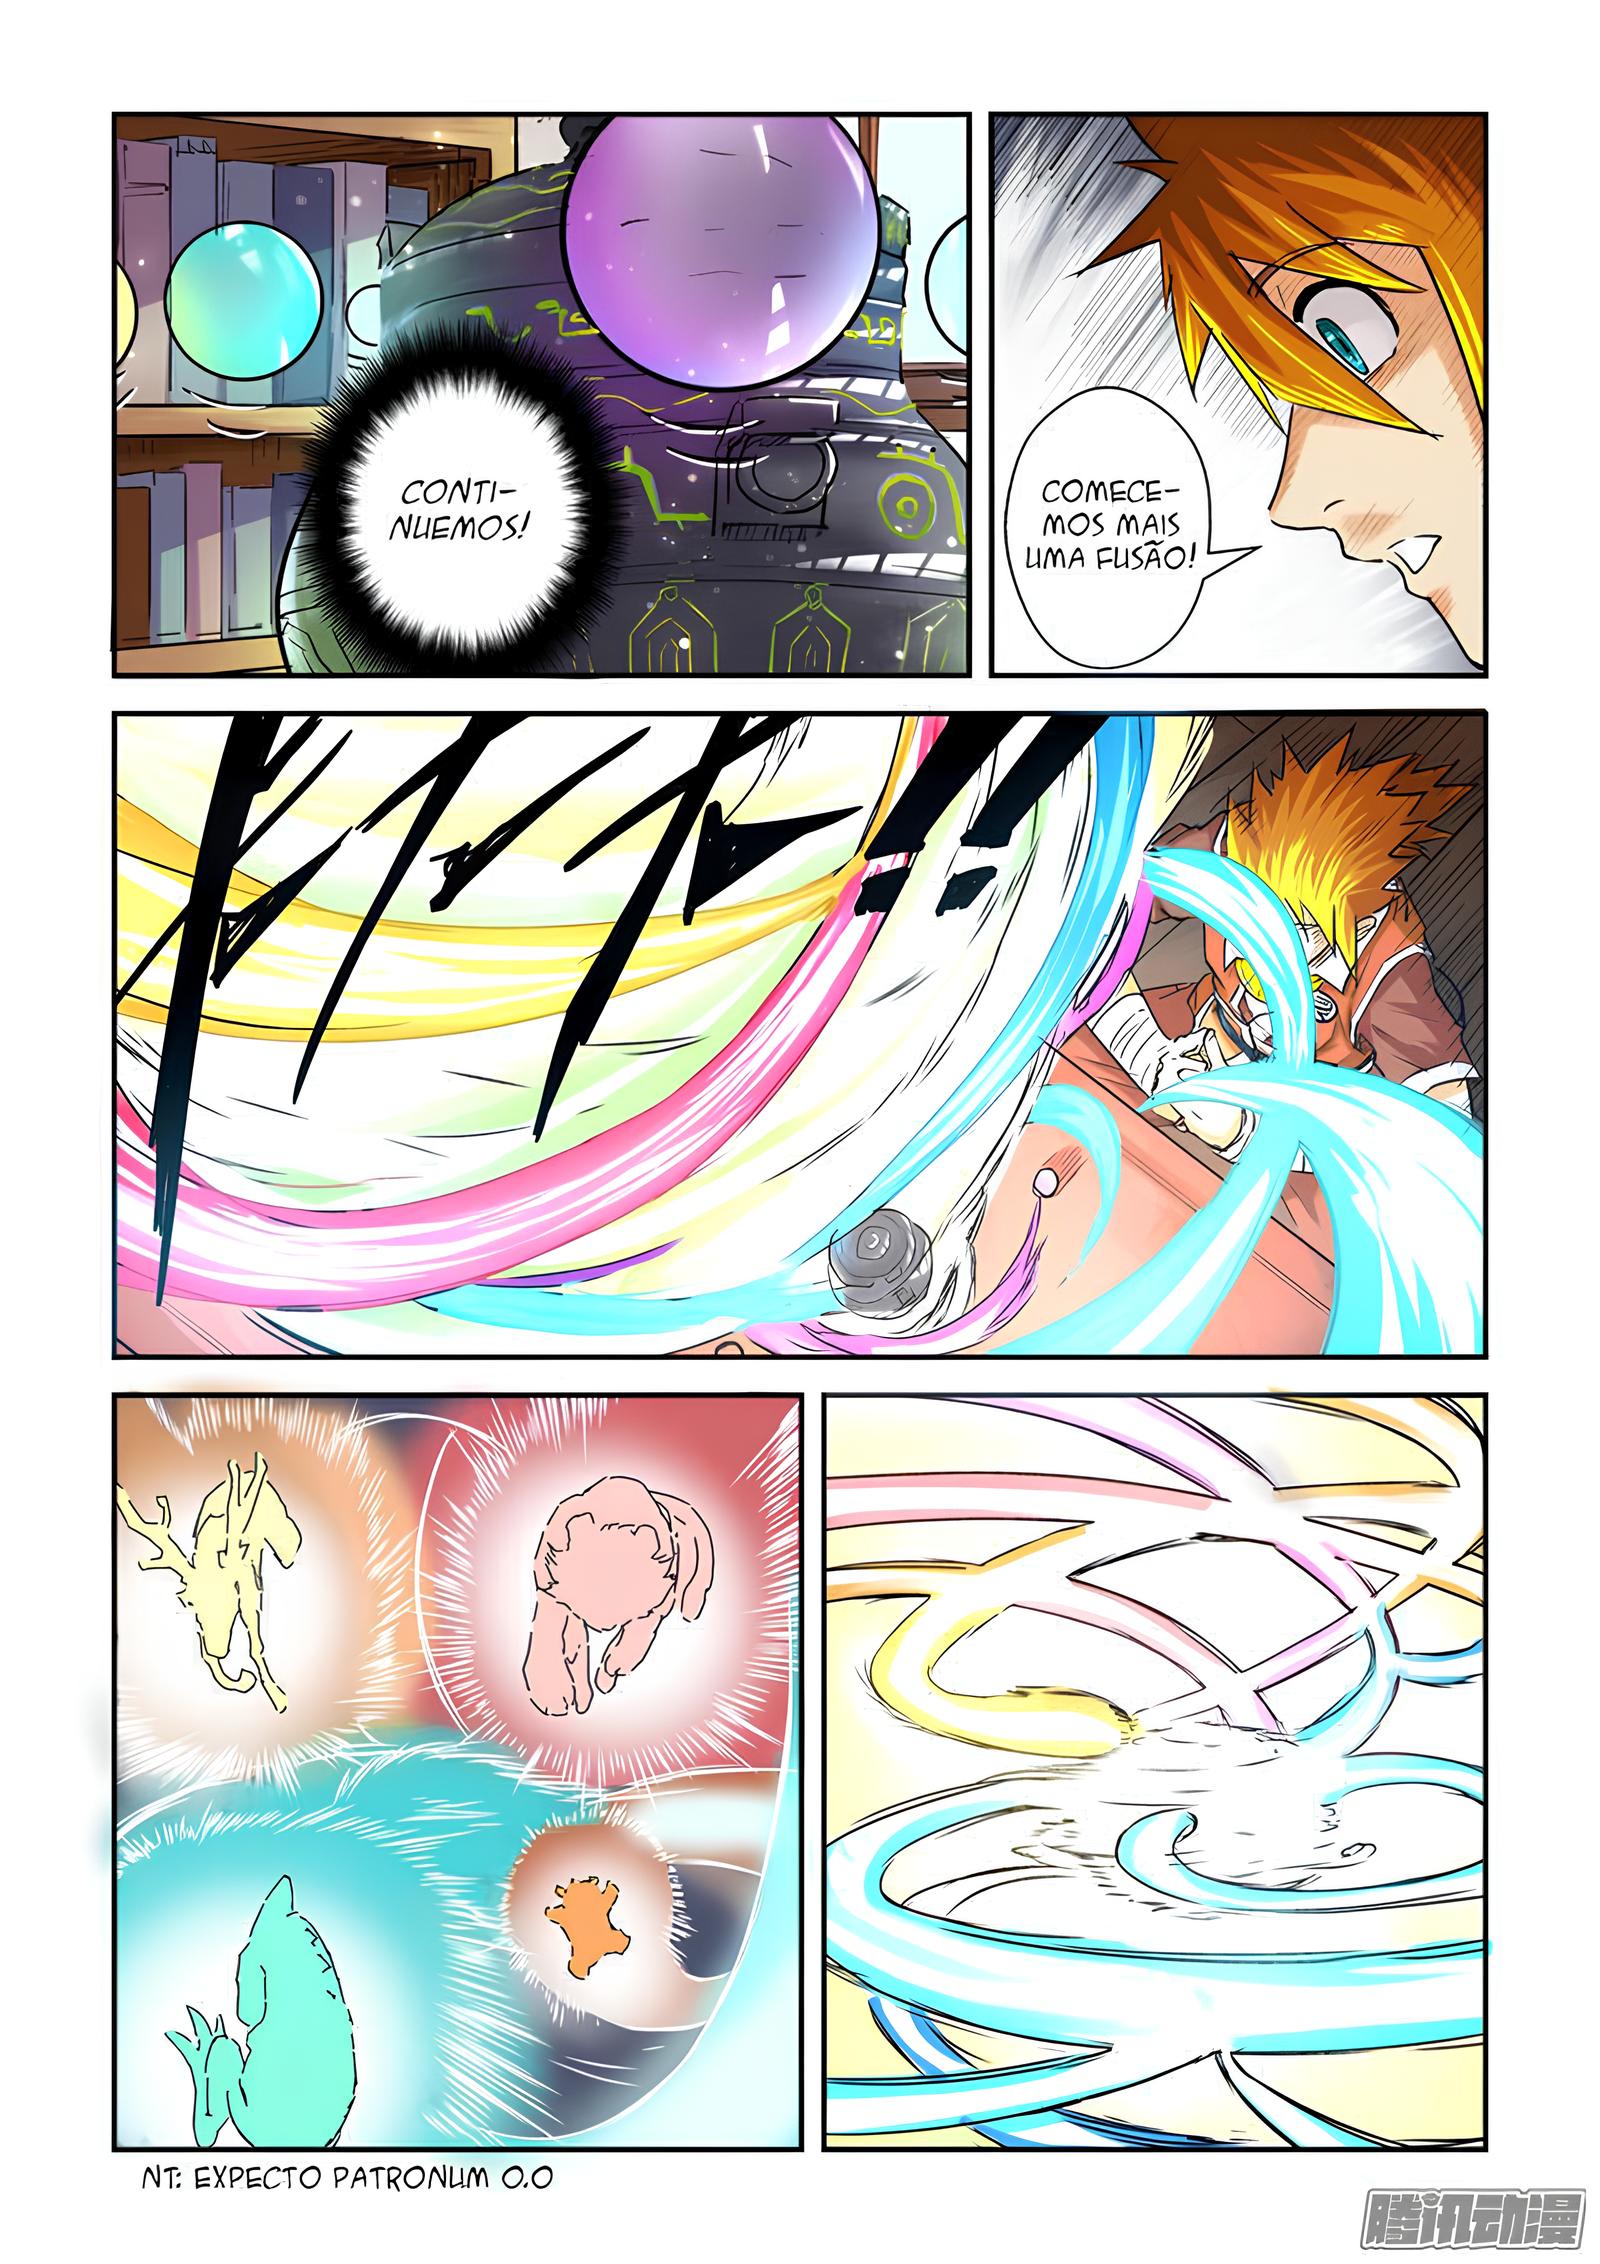 CONTI-
NUEMOS!
COMECE-
MOS MAIS
UMA FUSÃO!
NT: EXPECTO PATRONUM O.O
腾讯动漫